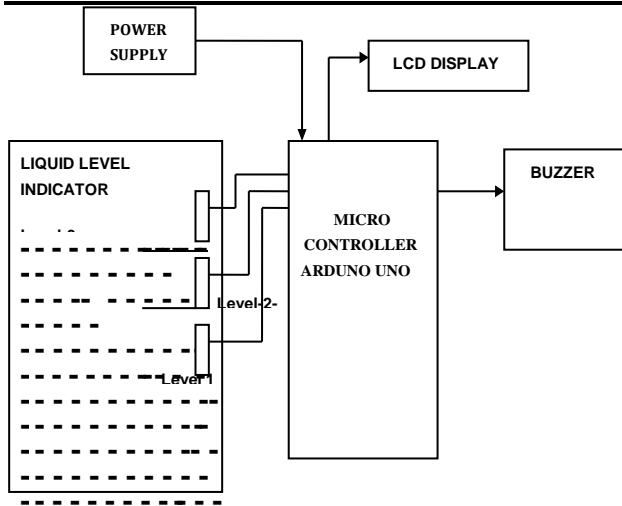 POWER
SUPPLY
LCD DISPLAY
LIQUID LEVEL
INDICATOR
BUZZER
MICRO
CONTROLLER
ARDUNO UNO
Level-2-
Level 1